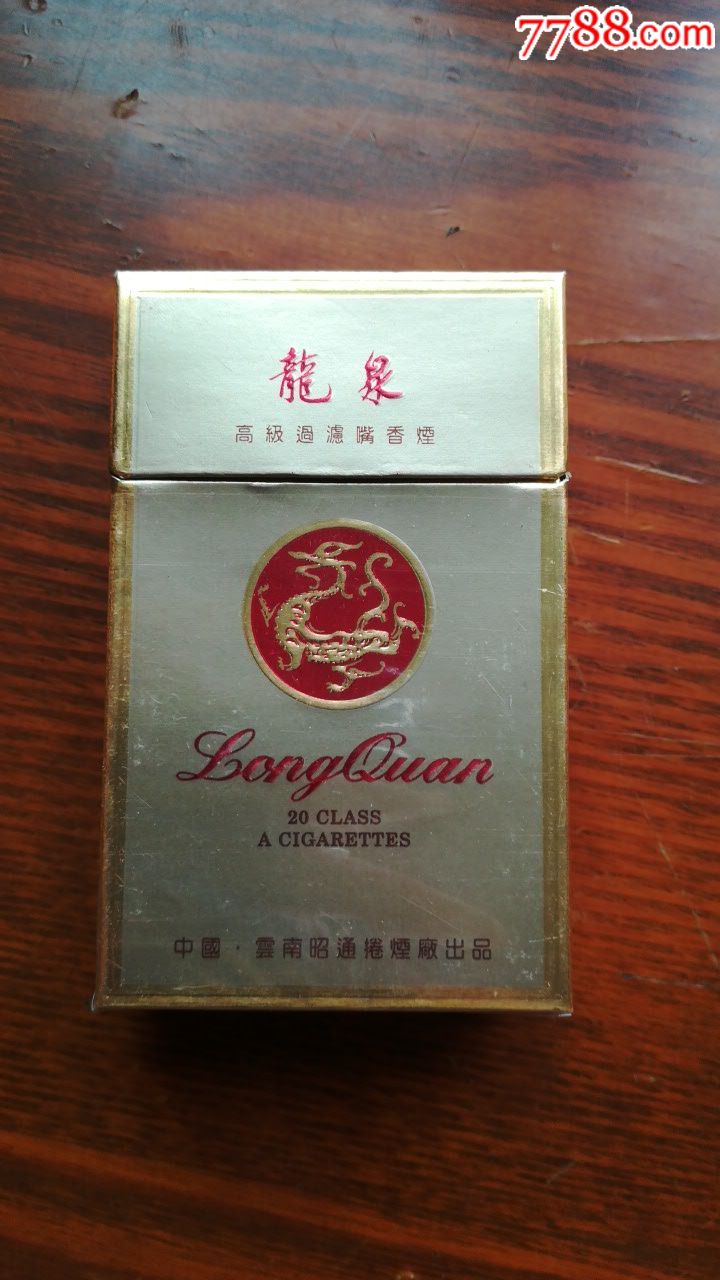 7788.com
龍泉
高級過濾嘴香煙
LongQuan
20 CLASS
A CIGARETTES
中國·雲南昭通捲煙廠出品